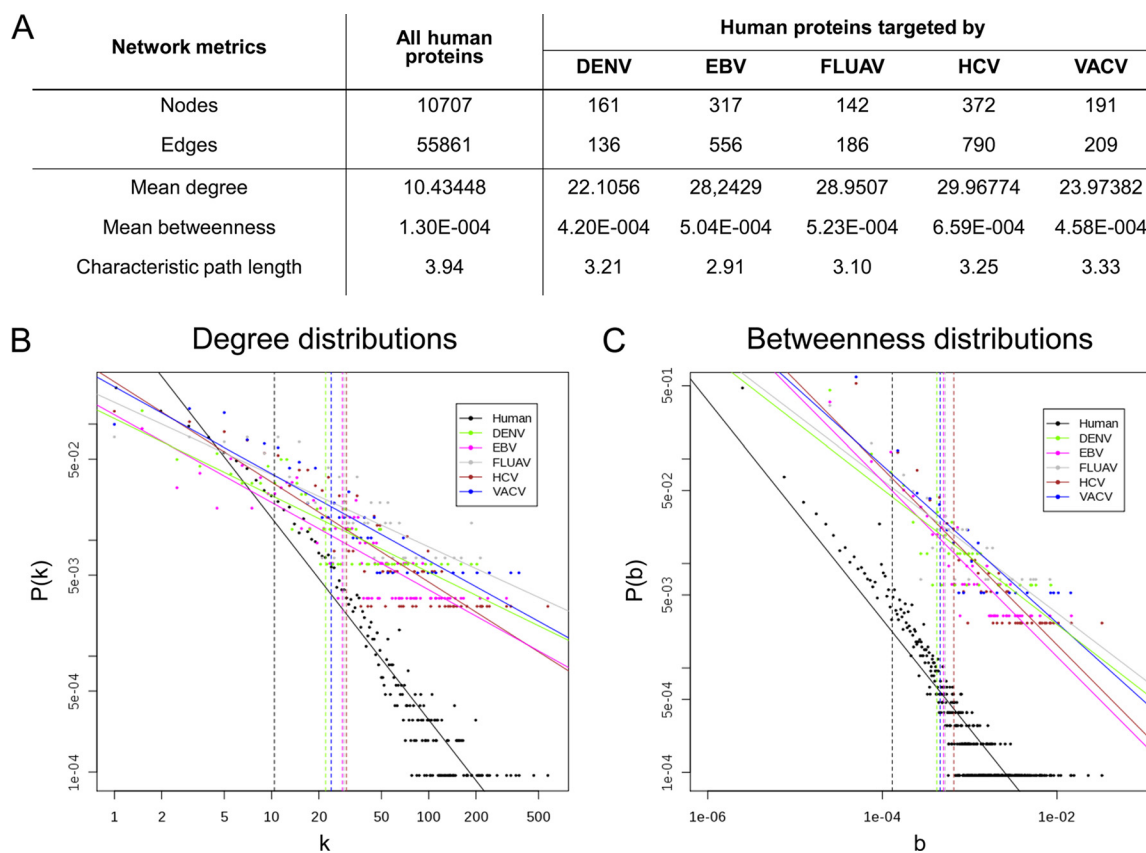 A
Network metrics
All human proteins
Human proteins targeted by
DENV EBV FLUAV HCV VACV
Nodes 10707 161 317 142 372 191
Edges 55861 136 556 186 790 209
Mean degree 10.43448 22.1056 28,2429 28.9507 29.96774 23.97382
Mean betweenness 1.30E-004 4.20E-004 5.04E-004 5.23E-004 6.59E-004 4.58E-004
Characteristic path length 3.94 3.21 2.91 3.10 3.25 3.33
B Degree distributions
P(k)
5e-02
5e-03
5e-04
1e-04
Human
DENV
EBV
FLUAV
HCV
VACV
1 2 5 10 20 50 100 200 500
k
C Betweenness distributions
P(b)
5e-01
5e-02
5e-03
5e-04
1e-04
Human
DENV
EBV
FLUAV
HCV
VACV
1e-06 1e-04 1e-02
b